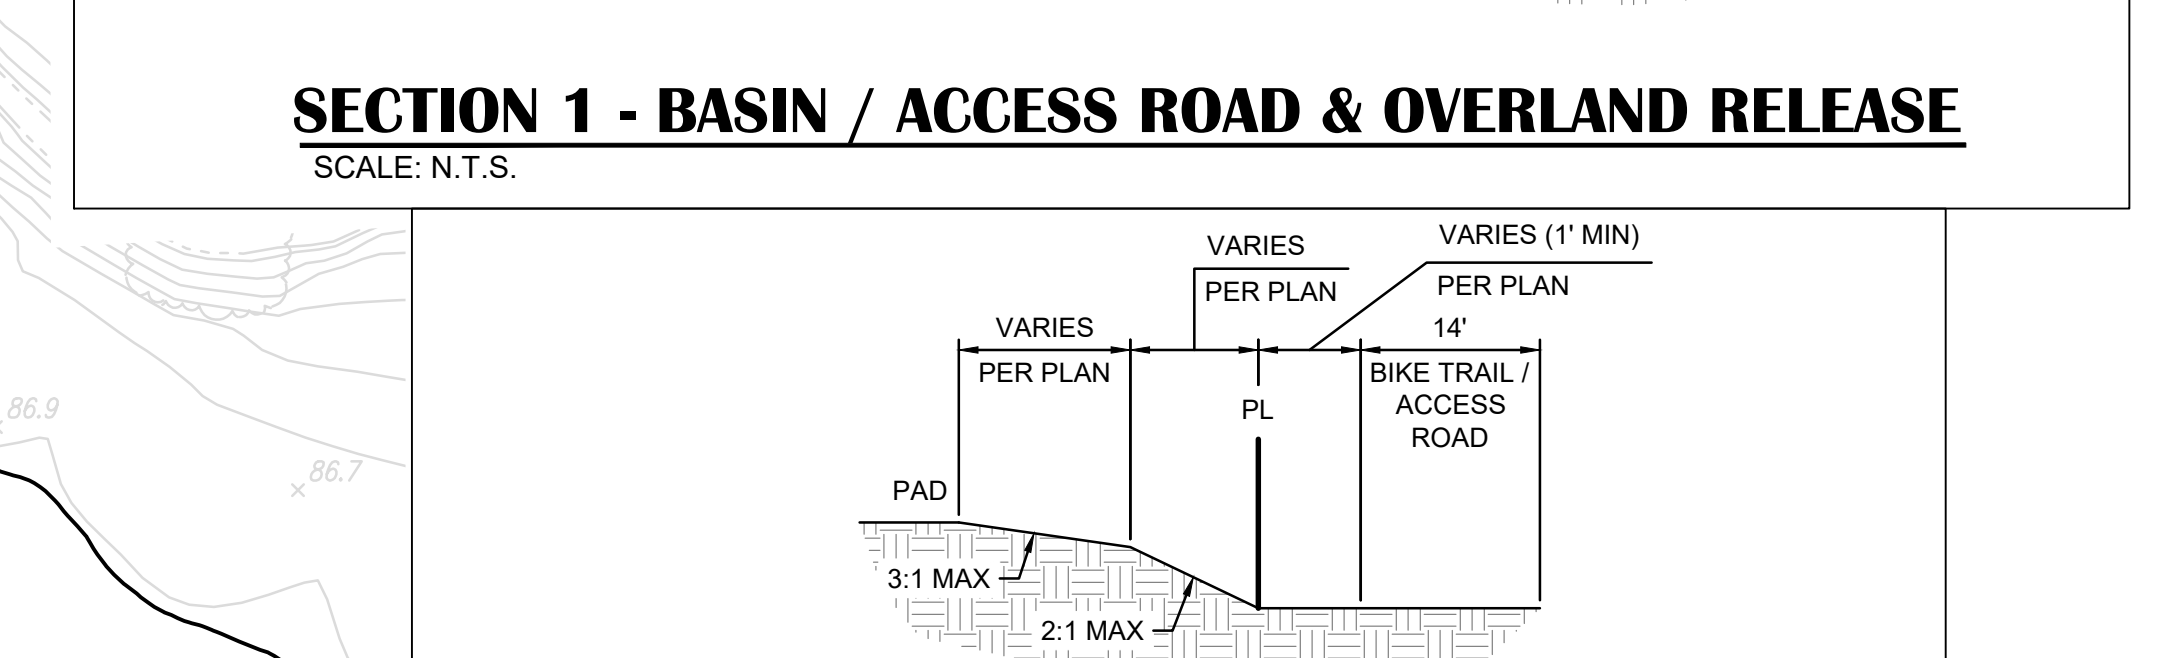 SECTION 1 - BASIN / ACCESS ROAD & OVERLAND RELEASE
SCALE: N.T.S.
VARIES
PER PLAN
VARIES (1' MIN)
PER PLAN
VARIES
PER PLAN
14'
BIKE TRAIL /
ACCESS
ROAD
PL
PAD
3:1 MAX
2:1 MAX
86.9
86.7